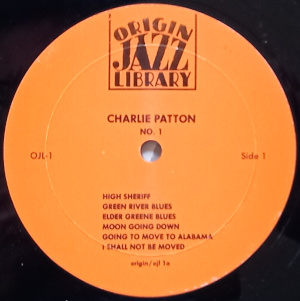 ORIGIN
JAZZ
LIBRARY
CHARLIE PATTON
NO. 1
OJL-1
Side 1
HIGH SHERIFF
GREEN RIVER BLUES
ELDER GREENE BLUES
MOON GOING DOWN
GOING TO MOVE TO ALABAMA
I SHALL NOT BE MOVED
origin/ojl 1a